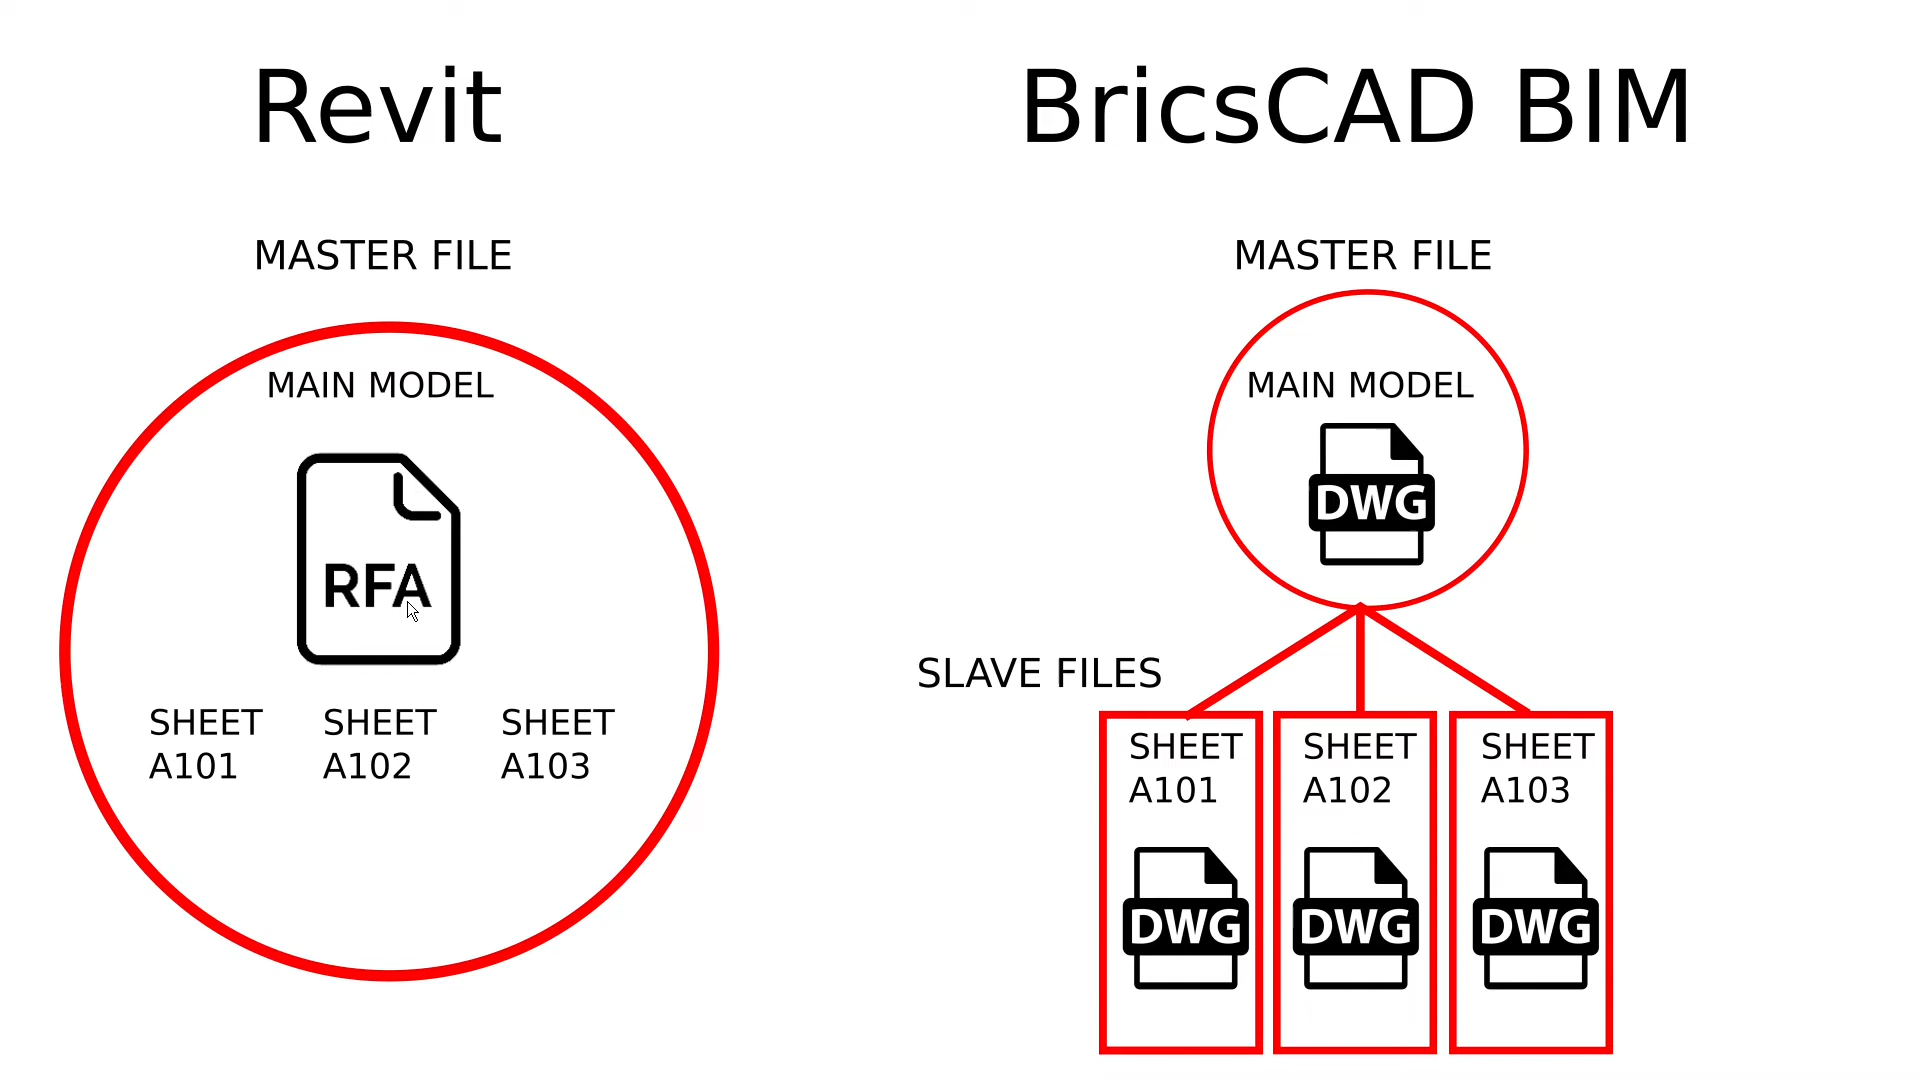 Revit
MASTER FILE
MAIN MODEL
RFA
SHEET
A101
SHEET
A102
SHEET
A103
BricsCAD BIM
MASTER FILE
MAIN MODEL
DWG
SLAVE FILES
SHEET
A101
DWG
SHEET
A102
DWG
SHEET
A103
DWG